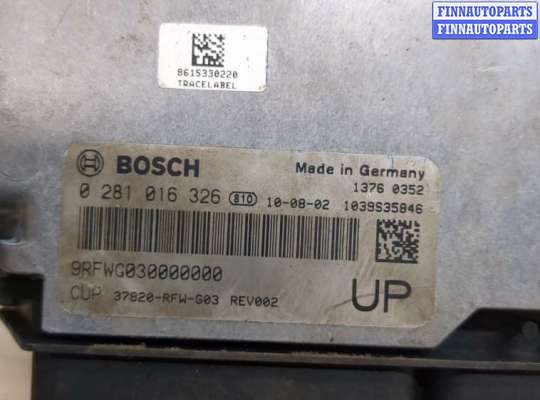 FINNAUTOPARTS
FINNAUTOPARTS
8615330220
TRACELABEL
BOSCH
Made in Germany
1376 0352
0 281 016 326 810 10-08-02 1039S35846
9RFWG030000000
CUP 37820-RFW-G03 REV002
UP